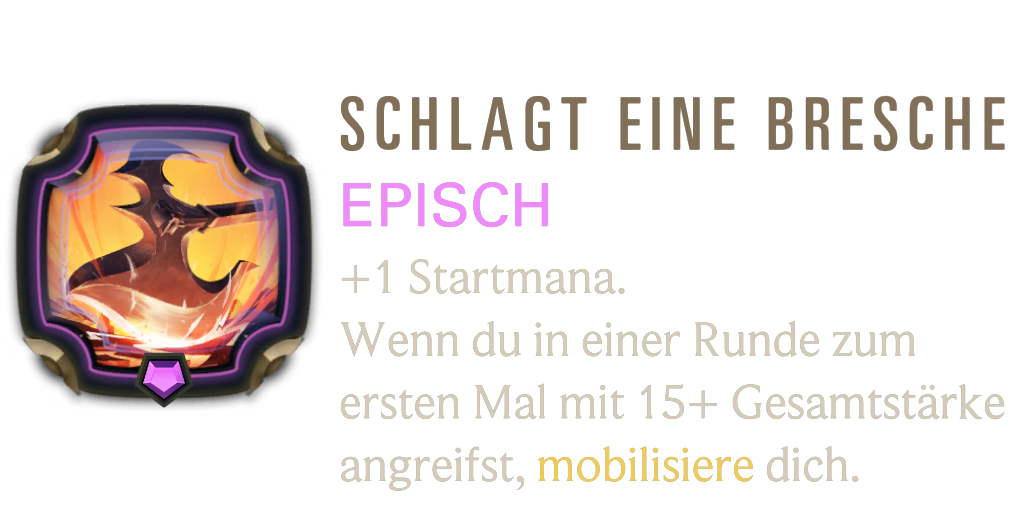 SCHLAGT EINE BRESCHE
EPISCH
+1 Startmana.
Wenn du in einer Runde zum
ersten Mal mit 15+ Gesamtstärke
angreifst, mobilisiere dich.